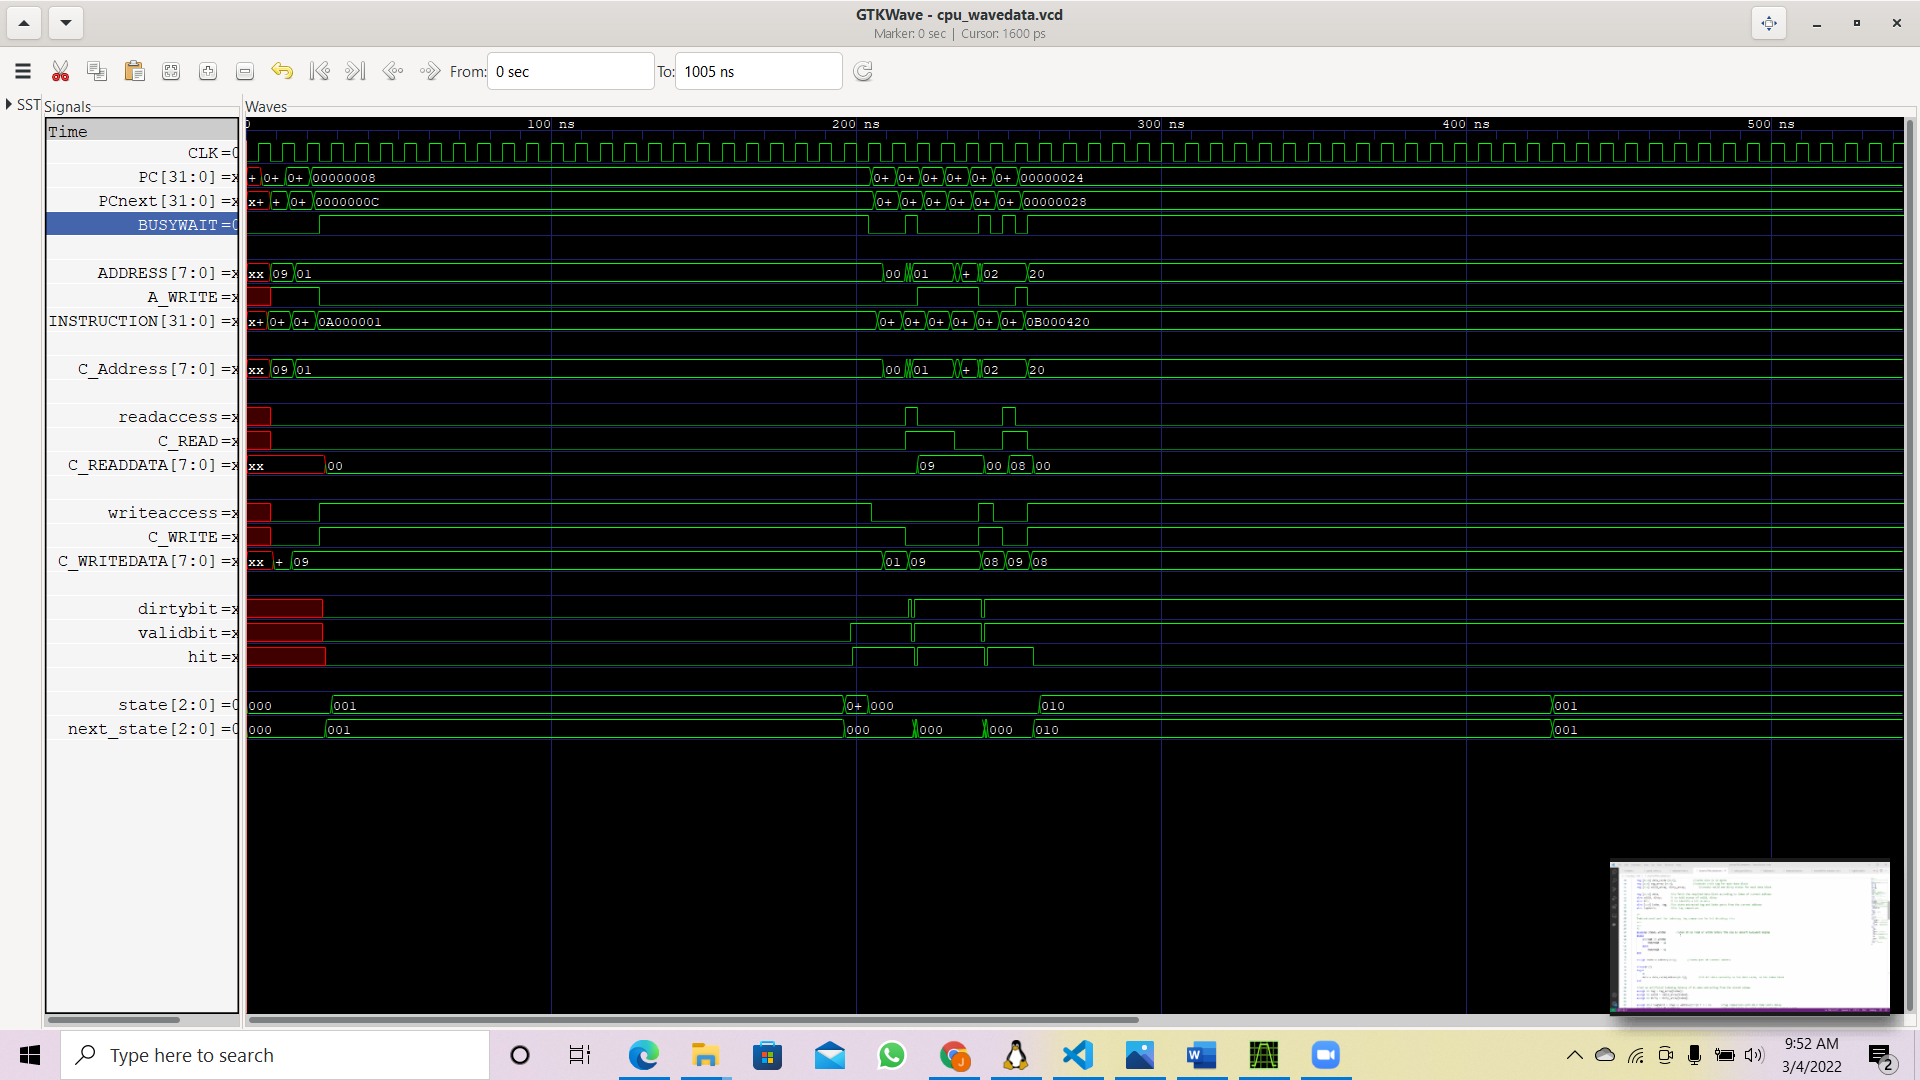 GTKWave - cpu_wavedata.vcd
Marker: 0 sec | Cursor: 1600 ps
From: 0 sec To: 1005 ns
SST Signals Waves
Time 0 100 ns 200 ns 300 ns 400 ns 500 ns
CLK=0
PC[31:0]=x + 0+ 0+ 00000008 0+ 0+ 0+ 0+ 0+ 0+ 00000024
PCnext[31:0]=x x+ + 0+ 0000000C 0+ 0+ 0+ 0+ 0+ 0+ 00000028
BUSYWAIT=0
ADDRESS[7:0]=x xx 09 01 00 01 + 02 20
A_WRITE=x
INSTRUCTION[31:0]=x x+ 0+ 0+ 0A000001 0+ 0+ 0+ 0+ 0+ 0+ 0B000420
C_Address[7:0]=x xx 09 01 00 01 + 02 20
readaccess=x
C_READ=x
C_READDATA[7:0]=x xx 00 09 00 08 00
writeaccess=x
C_WRITE=x
C_WRITEDATA[7:0]=x xx + 09 01 09 08 09 08
dirtybit=x
validbit=x
hit=x
state[2:0]=0 000 001 0+ 000 010 001
next_state[2:0]=0 000 001 000 000 000 010 001
Type here to search
9:52 AM
3/4/2022
2